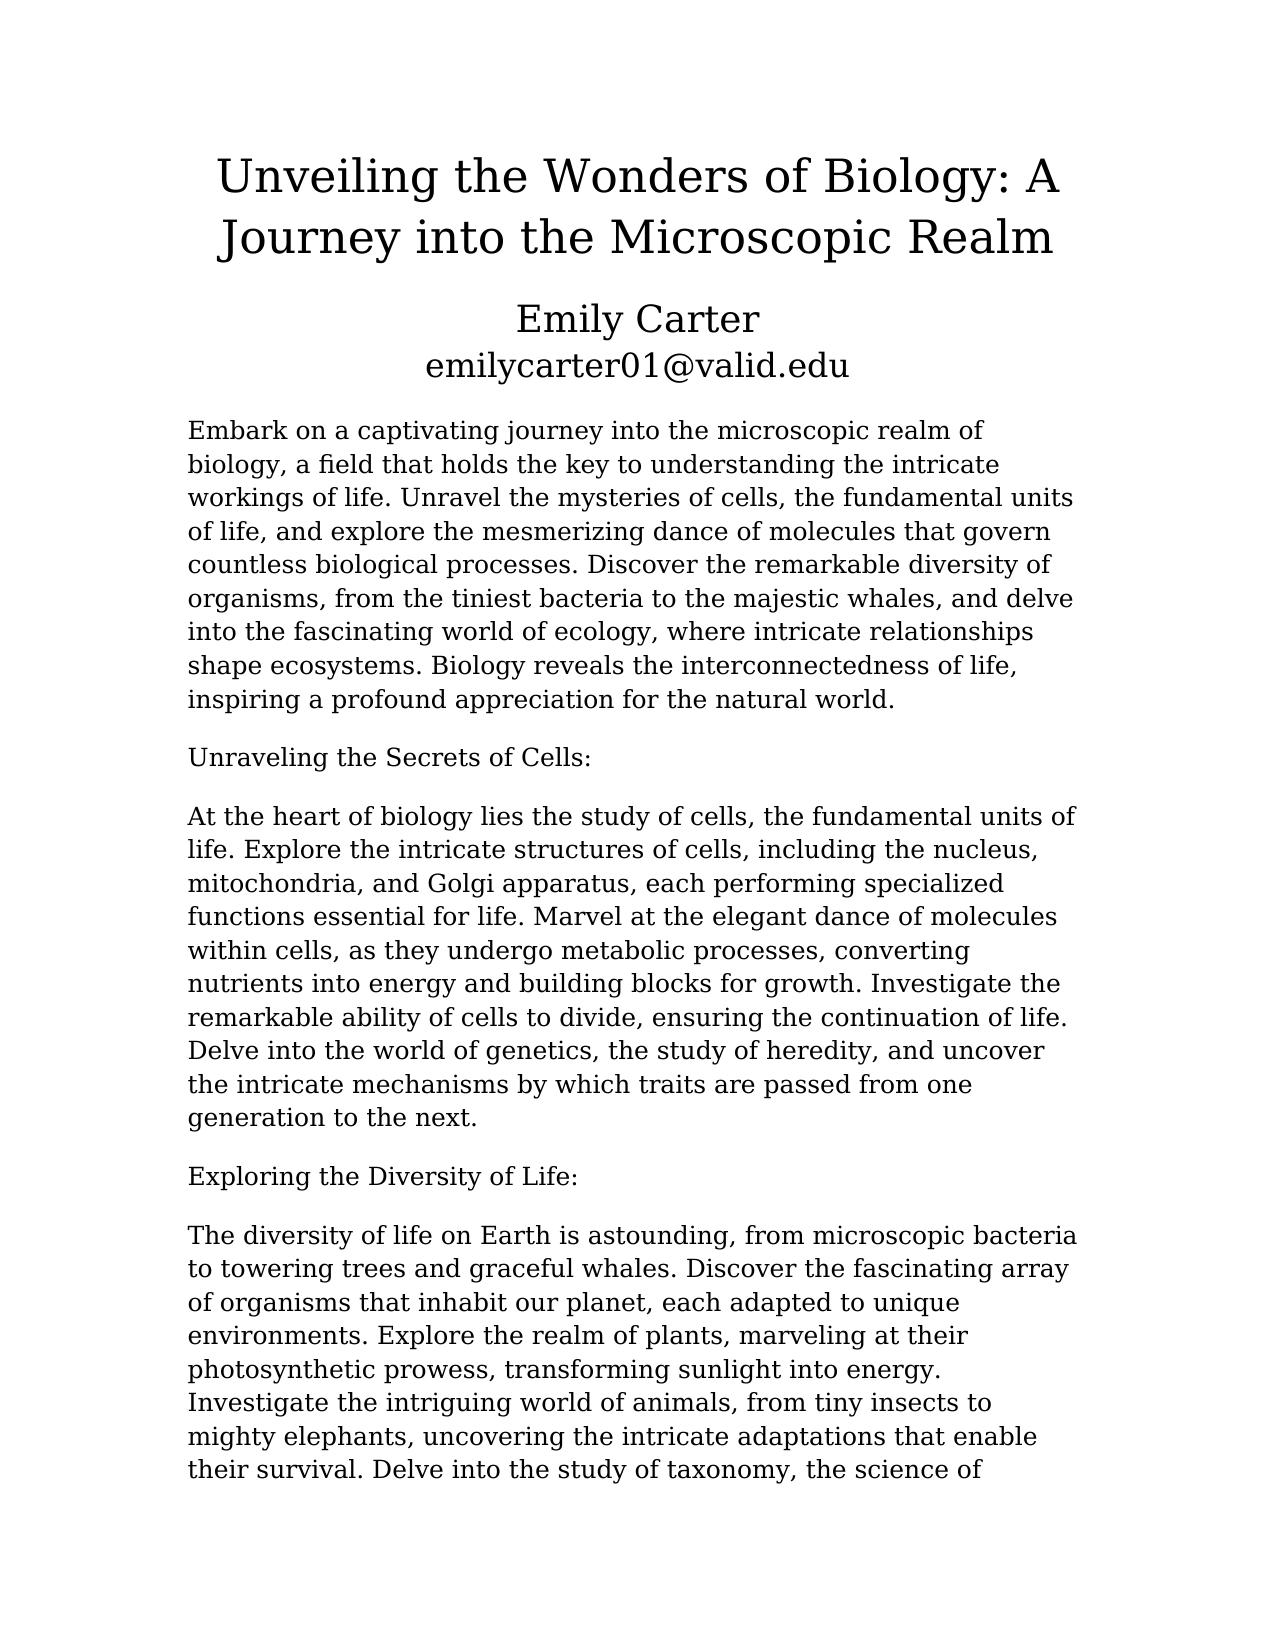 Unveiling the Wonders of Biology: A
Journey into the Microscopic Realm
Emily Carter
emilycarter01@valid.edu
Embark on a captivating journey into the microscopic realm of
biology, a field that holds the key to understanding the intricate
workings of life. Unravel the mysteries of cells, the fundamental units
of life, and explore the mesmerizing dance of molecules that govern
countless biological processes. Discover the remarkable diversity of
organisms, from the tiniest bacteria to the majestic whales, and delve
into the fascinating world of ecology, where intricate relationships
shape ecosystems. Biology reveals the interconnectedness of life,
inspiring a profound appreciation for the natural world.
Unraveling the Secrets of Cells:
At the heart of biology lies the study of cells, the fundamental units of
life. Explore the intricate structures of cells, including the nucleus,
mitochondria, and Golgi apparatus, each performing specialized
functions essential for life. Marvel at the elegant dance of molecules
within cells, as they undergo metabolic processes, converting
nutrients into energy and building blocks for growth. Investigate the
remarkable ability of cells to divide, ensuring the continuation of life.
Delve into the world of genetics, the study of heredity, and uncover
the intricate mechanisms by which traits are passed from one
generation to the next.
Exploring the Diversity of Life:
The diversity of life on Earth is astounding, from microscopic bacteria
to towering trees and graceful whales. Discover the fascinating array
of organisms that inhabit our planet, each adapted to unique
environments. Explore the realm of plants, marveling at their
photosynthetic prowess, transforming sunlight into energy.
Investigate the intriguing world of animals, from tiny insects to
mighty elephants, uncovering the intricate adaptations that enable
their survival. Delve into the study of taxonomy, the science of